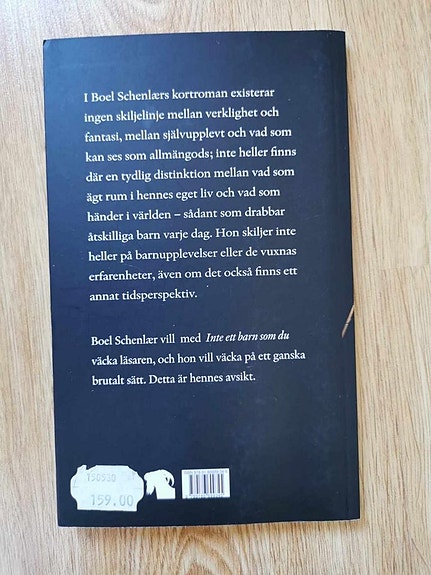 I Boel Schenlærs kortroman existerar
ingen skiljelinje mellan verklighet och
fantasi, mellan självupplevt och vad som
kan ses som allmängods; inte heller finns
där en tydlig distinktion mellan vad som
ägt rum i hennes eget liv och vad som
händer i världen – sådant som drabbar
åtskilliga barn varje dag. Hon skiljer inte
heller på barnupplevelser eller de vuxnas
erfarenheter, även om det också finns ett
annat tidsperspektiv.
Boel Schenlær vill med Inte ett barn som du
väcka läsaren, och hon vill väcka på ett ganska
brutalt sätt. Detta är hennes avsikt.
159.00